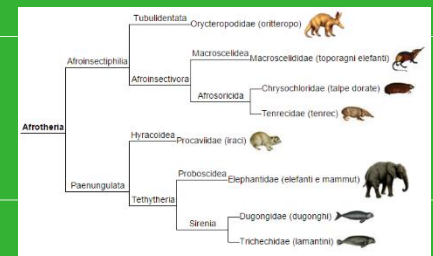 Tubulidentata
Orycteropodidae (oritteropo)
Afroinsectiphilia
Macroscelidea
Macroscelididae (toporagni elefanti)
Afroinsectivora
Chrysochloridae (talpe dorate)
Afrosoricida
Tenrecidae (tenrec)
Afrotheria
Hyracoidea
Procaviidae (iraci)
Paenungulata
Proboscidea
Elephantidae (elefanti e mammut)
Tethytheria
Dugongidae (dugonghi)
Sirenia
Trichechidae (lamantini)